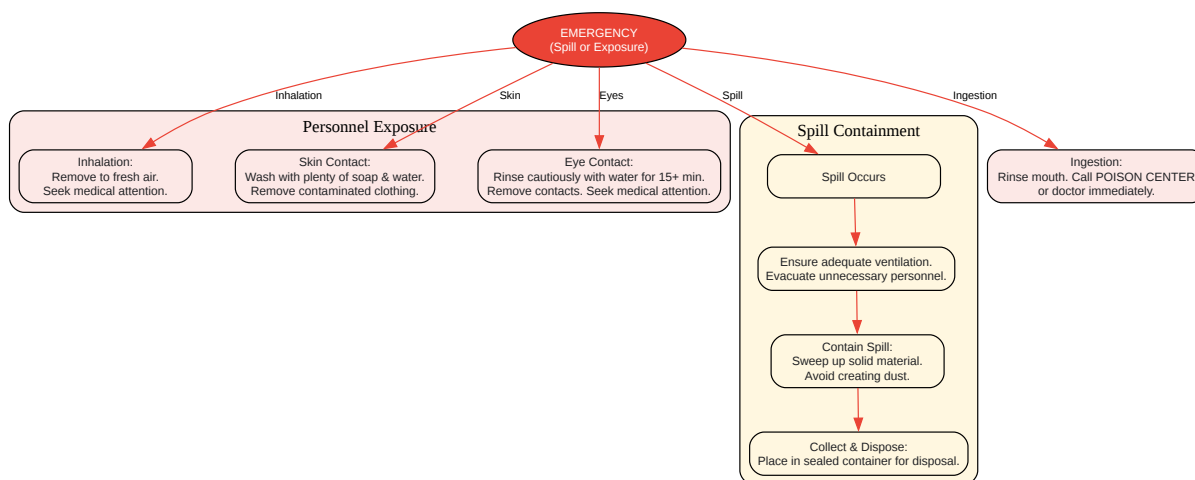 EMERGENCY
(Spill or Exposure)
Inhalation
Skin
Eyes
Spill
Ingestion
Personnel Exposure
Inhalation:
Remove to fresh air.
Seek medical attention.
Skin Contact:
Wash with plenty of soap & water.
Remove contaminated clothing.
Eye Contact:
Rinse cautiously with water for 15+ min.
Remove contacts. Seek medical attention.
Spill Containment
Spill Occurs
Ensure adequate ventilation.
Evacuate unnecessary personnel.
Contain Spill:
Sweep up solid material.
Avoid creating dust.
Collect & Dispose:
Place in sealed container for disposal.
Ingestion:
Rinse mouth. Call POISON CENTER
or doctor immediately.